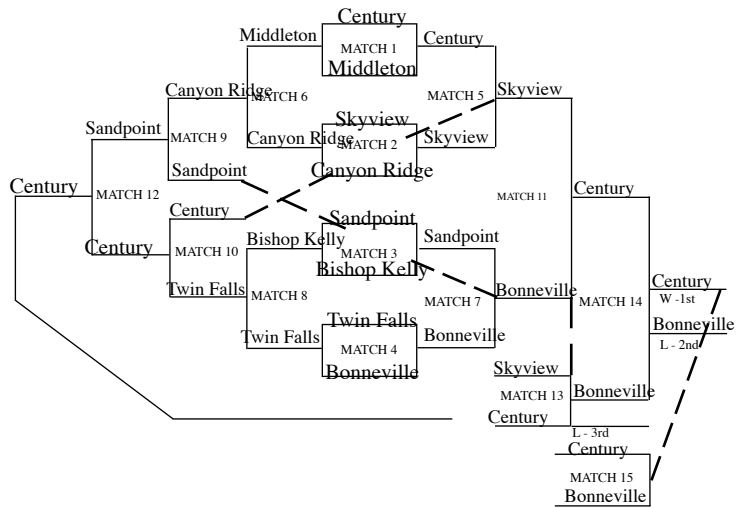 Century
Middleton
MATCH 1
Century
Middleton
Canyon Ridge
MATCH 6
MATCH 5
Skyview
Skyview
Sandpoint
MATCH 9
Canyon Ridge
MATCH 2
Skyview
Sandpoint
Canyon Ridge
Century
MATCH 12
MATCH 11
Century
Century
Sandpoint
Century
MATCH 10
Bishop Kelly
MATCH 3
Sandpoint
Bishop Kelly
Twin Falls
MATCH 8
MATCH 7
Bonneville
MATCH 14
Century
W -1st
Twin Falls
Twin Falls
MATCH 4
Bonneville
Bonneville
L - 2nd
Bonneville
Skyview
MATCH 13
Bonneville
Century
L - 3rd
Century
MATCH 15
Bonneville